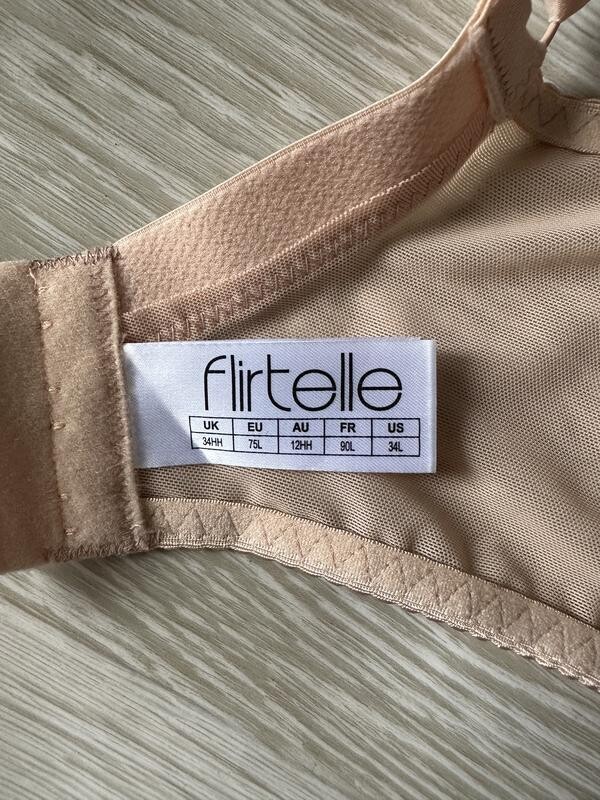 flirtelle
UK EU AU FR US
34HH 75L 12HH 90L 34L